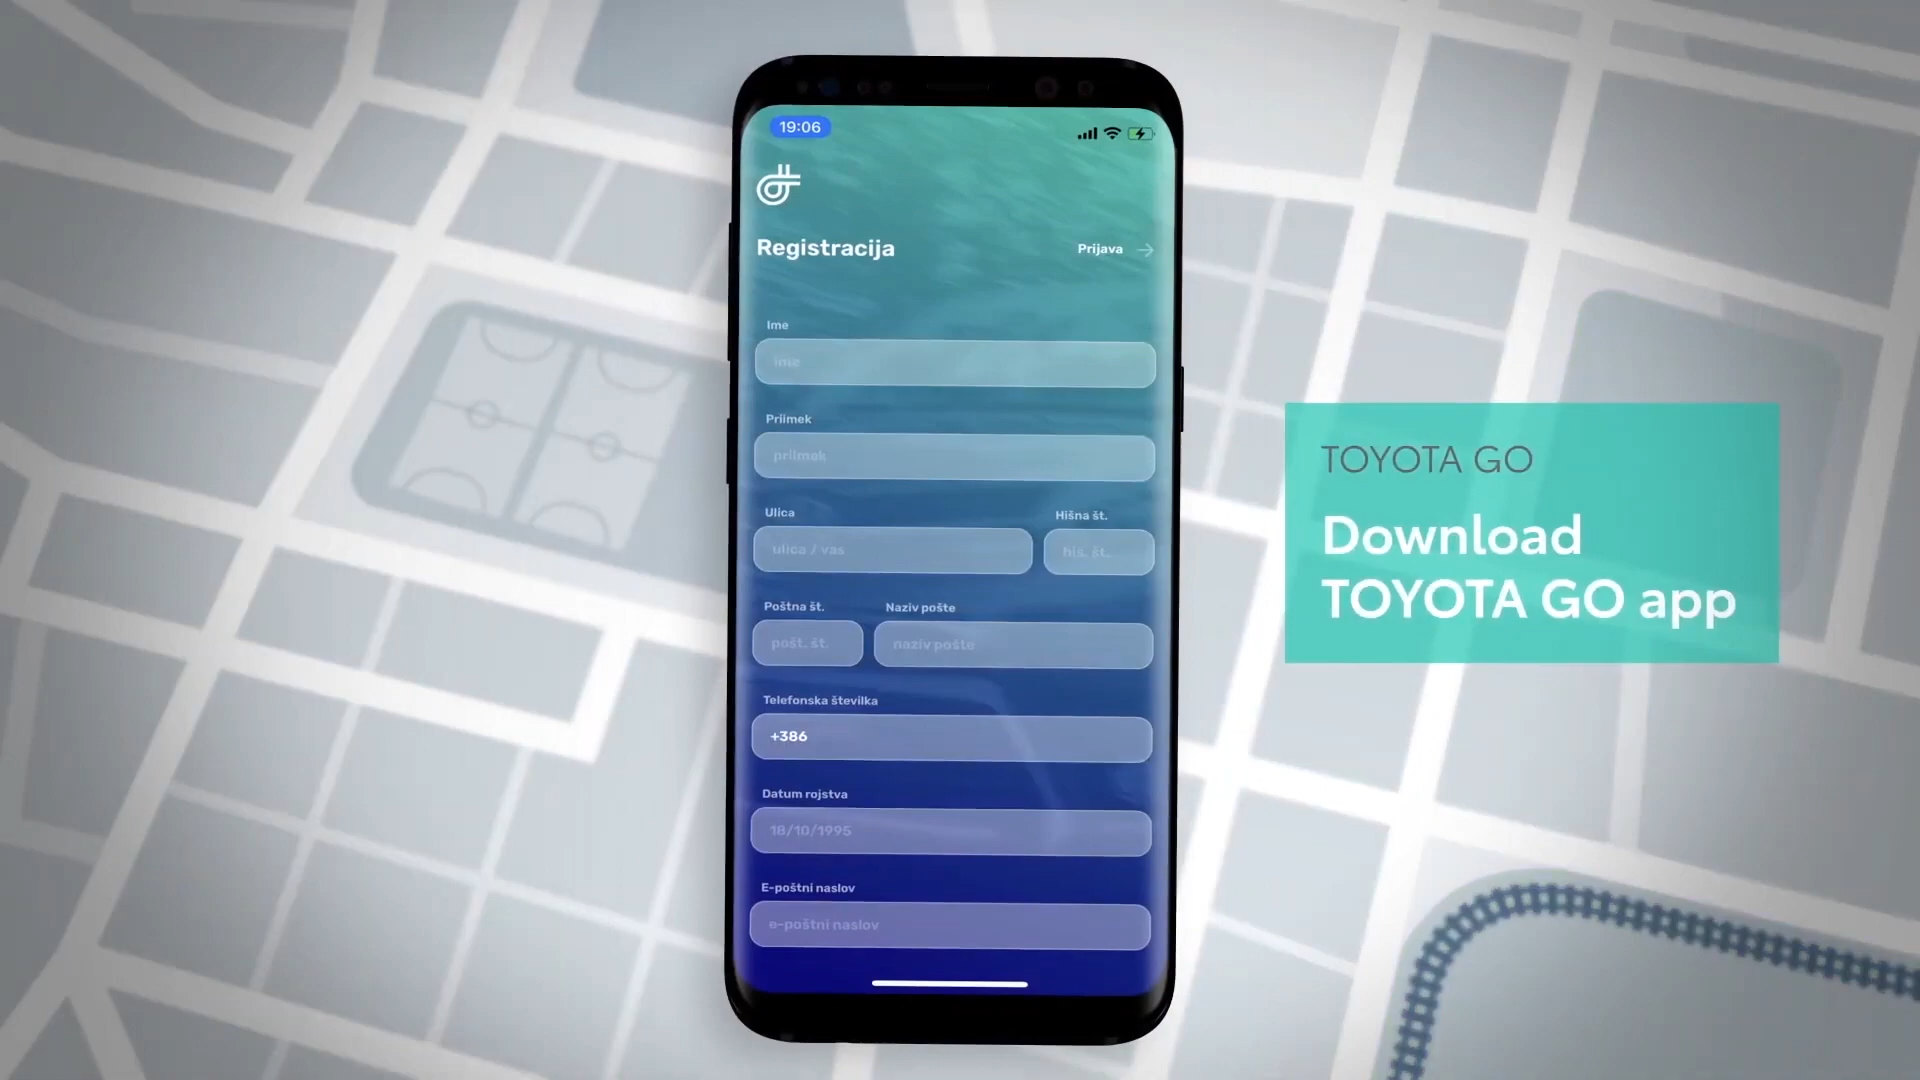 19:06
Registracija
Prijava
Ime
ime
Priimek
priimek
Ulica
Hišna št.
ulica / vas
his. št.
Poštna št.
Naziv pošte
pošt. št.
naziv pošte
Telefonska številka
+386
Datum rojstva
18/10/1995
E-poštni naslov
e-poštni naslov
TOYOTA GO
Download
TOYOTA GO app